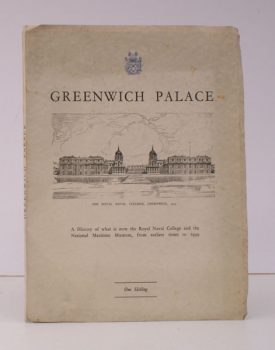 GREENWICH PALACE
THE ROYAL NAVAL COLLEGE, GREENWICH,
A History of what is now the Royal Naval College and the
National Maritime Museum, from earliest times to 1939
One Shilling